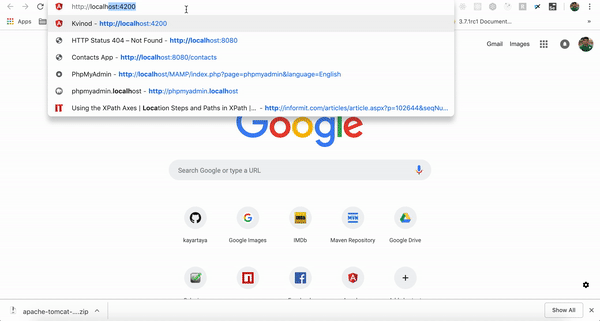 http://localhost:4200
Apps
3.7.1rc1 Document...
Kvinod - http://localhost:4200
HTTP Status 404 – Not Found - http://localhost:8080
Contacts App - http://localhost:8080/contacts
PhpMyAdmin - http://localhost/MAMP/index.php?page=phpmyadmin&language=English
phpmyadmin.localhost - http://phpmyadmin.localhost
Using the XPath Axes | Location Steps and Paths in XPath |... - http://informit.com/articles/article.aspx?p=102644&seqNu...
Gmail Images
Google
Search Google or type a URL
kayartaya
Google Images
IMDb
Maven Repository
Google Drive
apache-tomcat-....zip
Show All